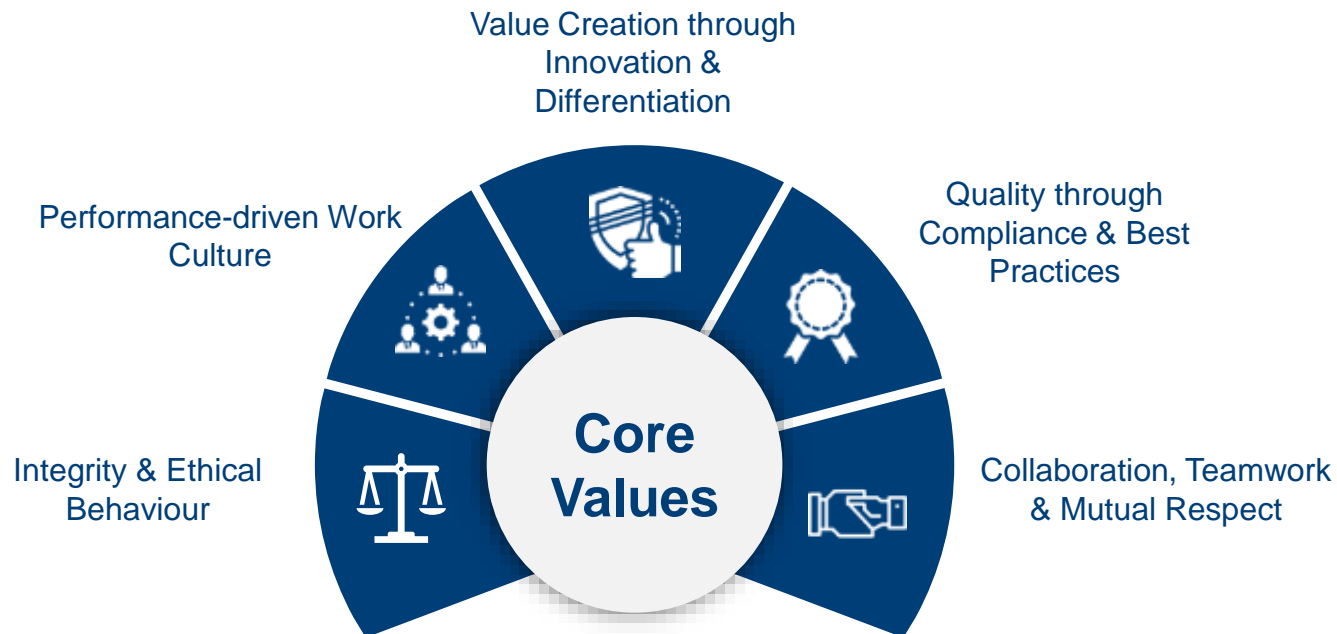 Value Creation through
Innovation &
Differentiation
Performance-driven Work
Culture
Quality through
Compliance & Best
Practices
Integrity & Ethical
Behaviour
Core
Values
Collaboration, Teamwork
& Mutual Respect